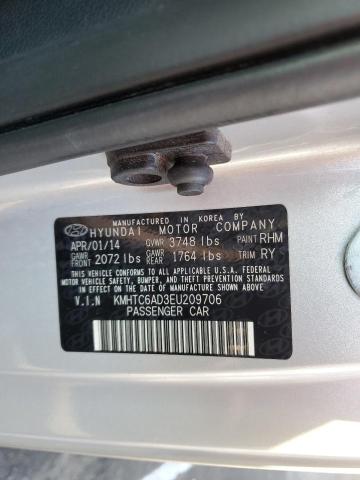 MANUFACTURED IN KOREA BY
HYUNDAI MOTOR COMPANY
APR/01/14 GVWR 3748 lbs PAINT RHM
GAWR FRONT 2072 lbs GAWR REAR 1764 lbs TRIM RY
THIS VEHICLE CONFORMS TO ALL APPLICABLE U.S.A. FEDERAL
MOTOR VEHICLE SAFETY, BUMPER, AND THEFT PREVENTION
STANDARDS IN EFFECT ON THE DATE OF MANUFACTURE SHOWN ABOVE.
V.I.N KMHTC6AD3EU209706
PASSENGER CAR